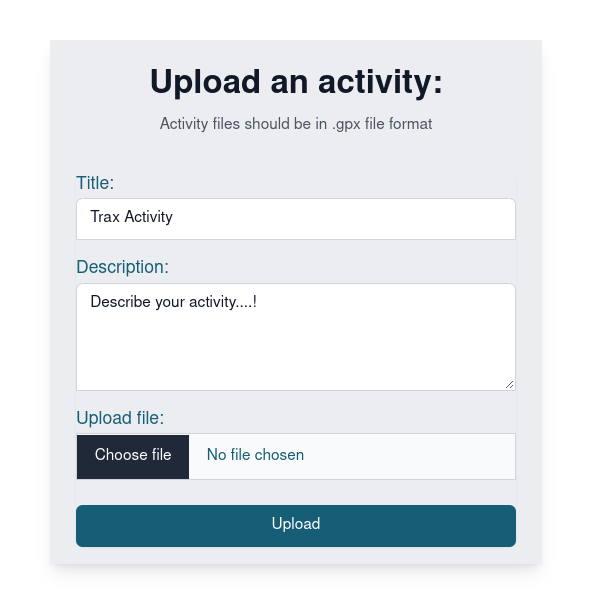 Upload an activity:
Activity files should be in .gpx file format
Title:
Trax Activity
Description:
Describe your activity....!
Upload file:
Choose file No file chosen
Upload